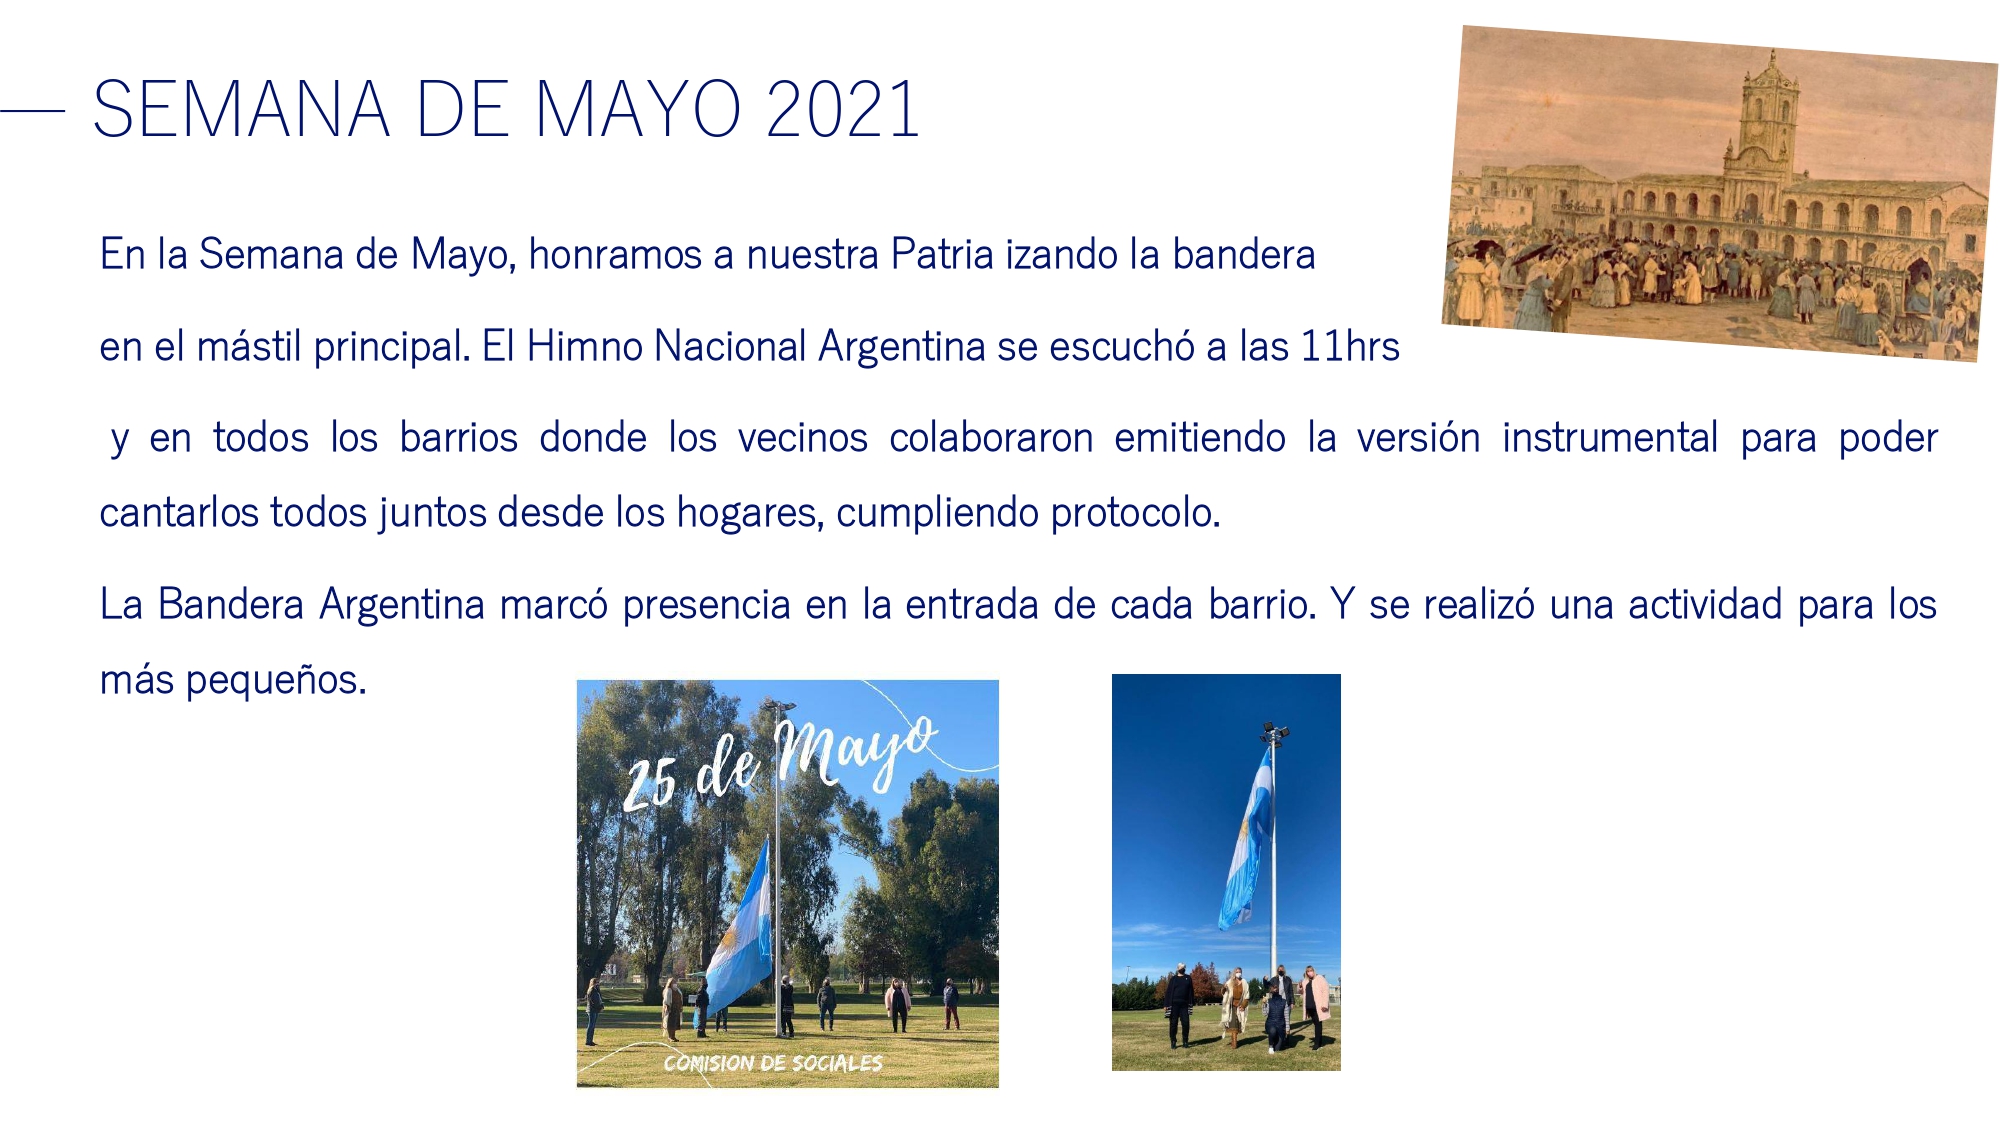 SEMANA DE MAYO 2021
En la Semana de Mayo, honramos a nuestra Patria izando la bandera
en el mástil principal. El Himno Nacional Argentina se escuchó a las 11hrs
y en todos los barrios donde los vecinos colaboraron emitiendo la versión instrumental para poder
cantarlos todos juntos desde los hogares, cumpliendo protocolo.
La Bandera Argentina marcó presencia en la entrada de cada barrio. Y se realizó una actividad para los
más pequeños.
25 de Mayo
COMISION DE SOCIALES